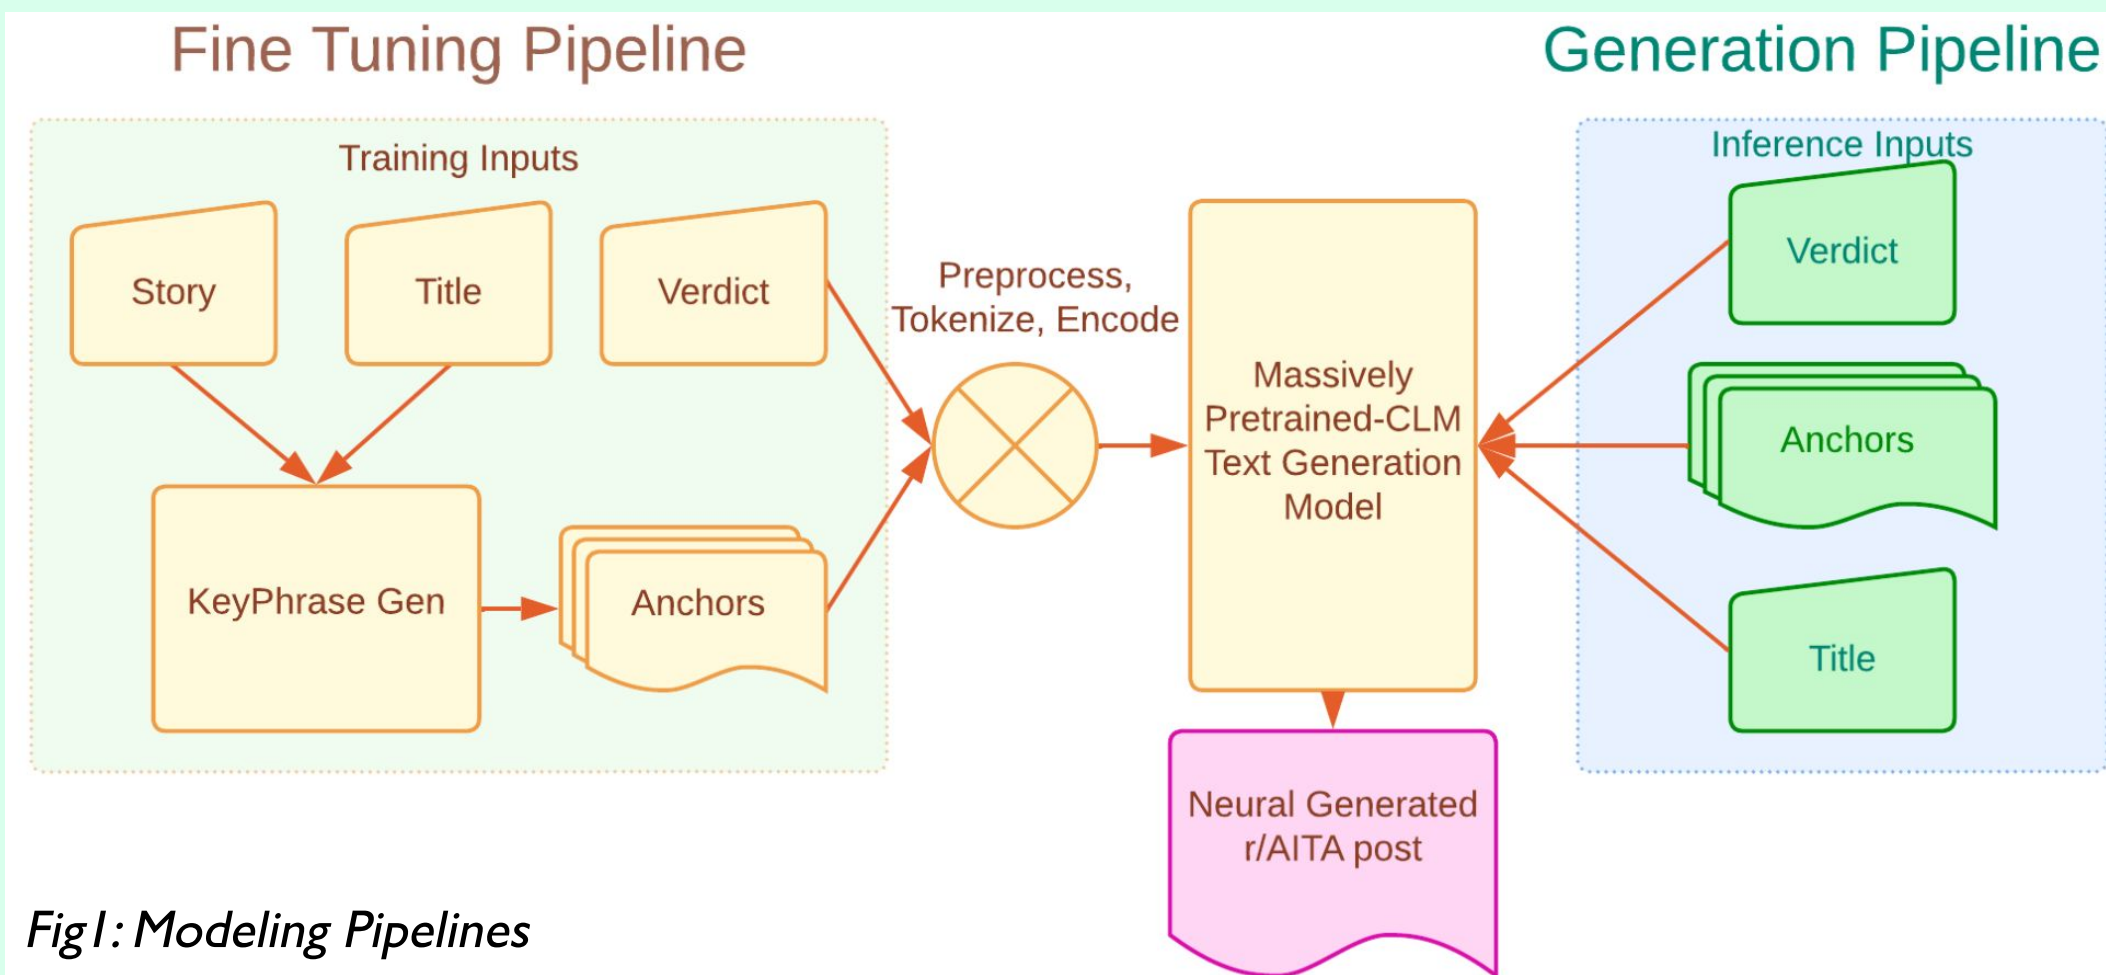 Fine Tuning Pipeline
Generation Pipeline
Training Inputs
Story
Title
Verdict
KeyPhrase Gen
Anchors
Preprocess,
Tokenize, Encode
Massively
Pretrained-CLM
Text Generation
Model
Neural Generated
r/AITA post
Inference Inputs
Verdict
Anchors
Title
Fig1: Modeling Pipelines